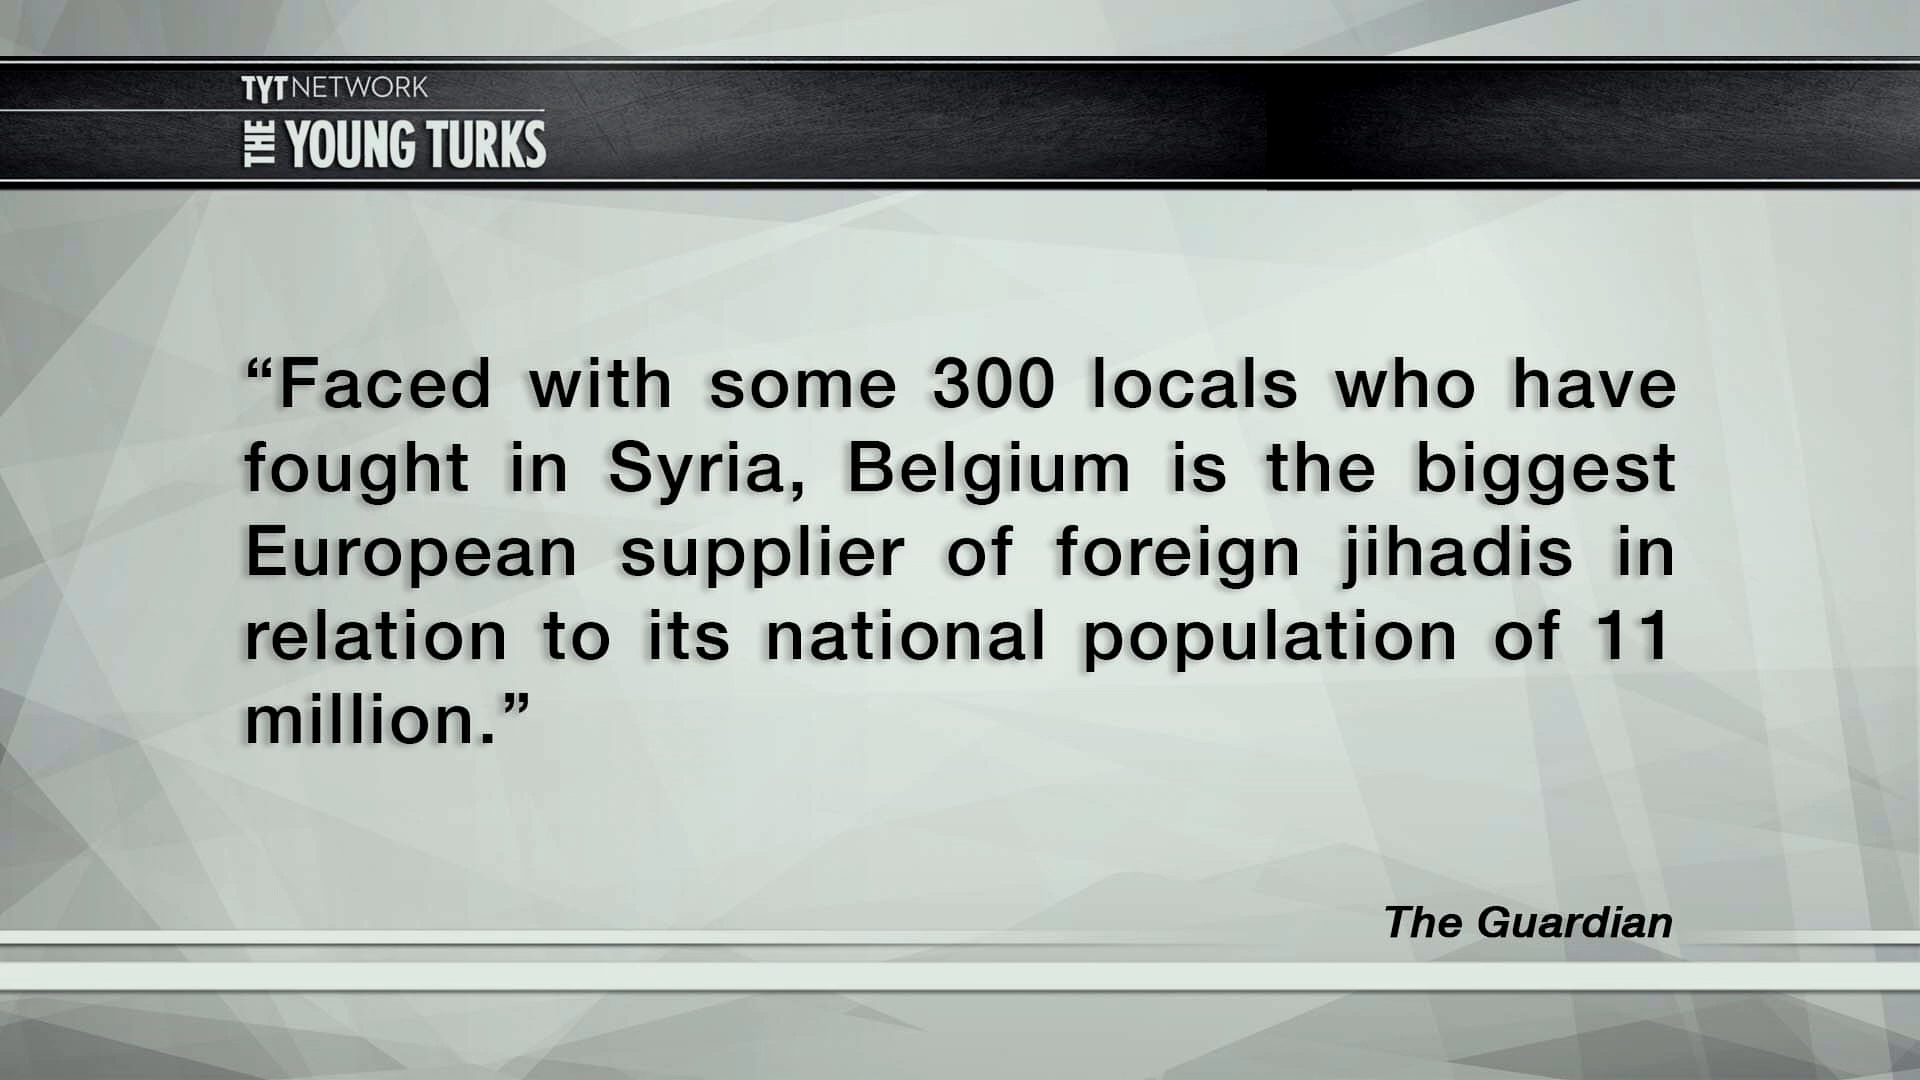 TYTNETWORK
THE YOUNG TURKS
“Faced with some 300 locals who have
fought in Syria, Belgium is the biggest
European supplier of foreign jihadis in
relation to its national population of 11
million.”
The Guardian